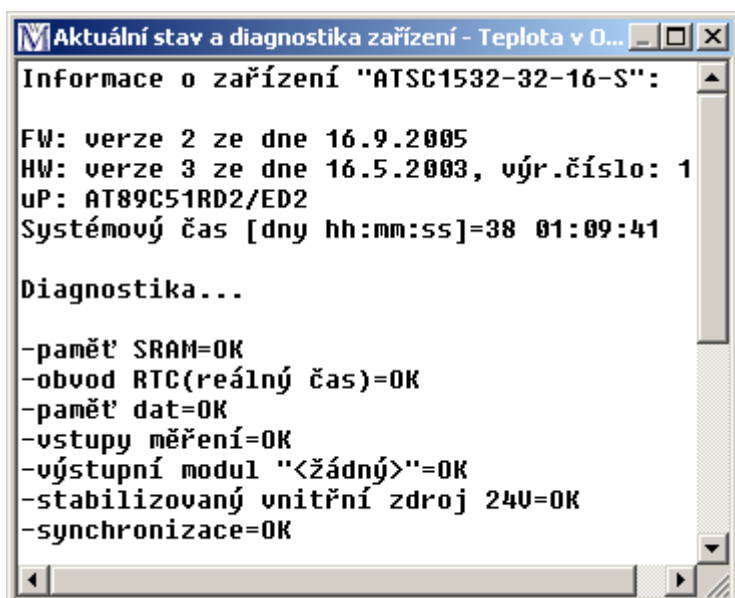 Aktuální stav a diagnostika zařízení - Teplota v O...
Informace o zařízení "ATSC1532-32-16-S":
FW: verze 2 ze dne 16.9.2005
HW: verze 3 ze dne 16.5.2003, výr.číslo: 1
uP: AT89C51RD2/ED2
Systémový čas [dny hh:mm:ss]=38 01:09:41
Diagnostika...
-paměť SRAM=OK
-obvod RTC(reálný čas)=OK
-paměť dat=OK
-vstupy měření=OK
-výstupní modul "<žádný>"=OK
-stabilizovaný vnitřní zdroj 24V=OK
-synchronizace=OK